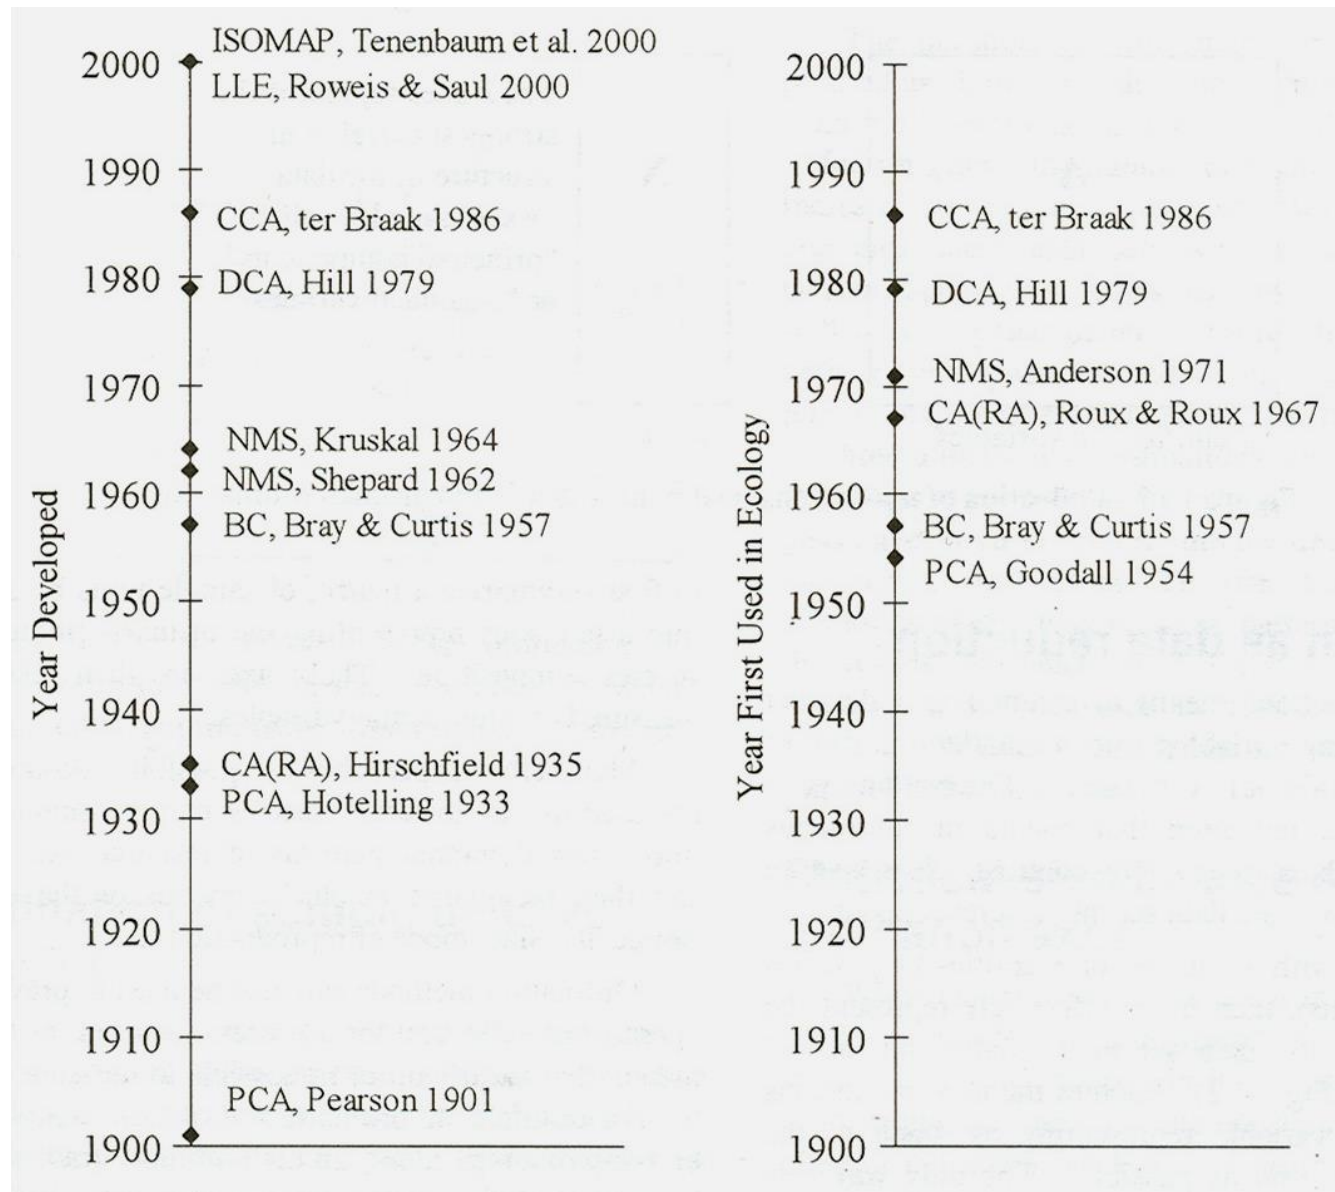 ISOMAP, Tenenbaum et al. 2000
2000
LLE, Roweis & Saul 2000
1990
CCA, ter Braak 1986
1980
DCA, Hill 1979
1970
NMS, Kruskal 1964
NMS, Shepard 1962
1960
BC, Bray & Curtis 1957
1950
1940
CA(RA), Hirschfield 1935
PCA, Hotelling 1933
1930
1920
1910
PCA, Pearson 1901
1900
Year Developed
2000
1990
CCA, ter Braak 1986
1980
DCA, Hill 1979
NMS, Anderson 1971
1970
CA(RA), Roux & Roux 1967
1960
BC, Bray & Curtis 1957
PCA, Goodall 1954
1950
1940
1930
1920
1910
1900
Year First Used in Ecology